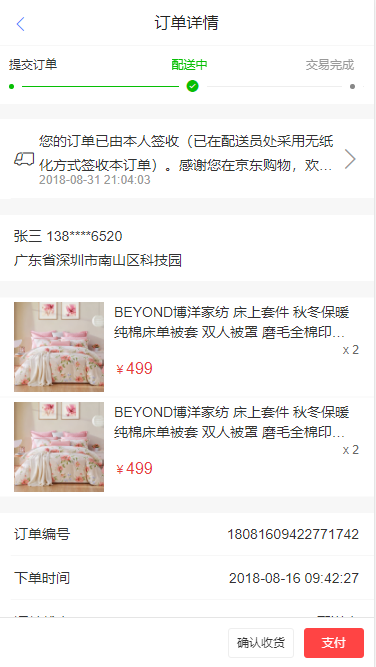 订单详情
提交订单 配送中 交易完成
您的订单已由本人签收（已在配送员处采用无纸
化方式签收本订单）。感谢您在京东购物，欢…
2018-08-31 21:04:03
张三 138****6520
广东省深圳市南山区科技园
BEYOND博洋家纺 床上套件 秋冬保暖
纯棉床单被套 双人被罩 磨毛全棉印…
x 2
￥499
BEYOND博洋家纺 床上套件 秋冬保暖
纯棉床单被套 双人被罩 磨毛全棉印…
x 2
￥499
订单编号 18081609422771742
下单时间 2018-08-16 09:42:27
确认收货 支付